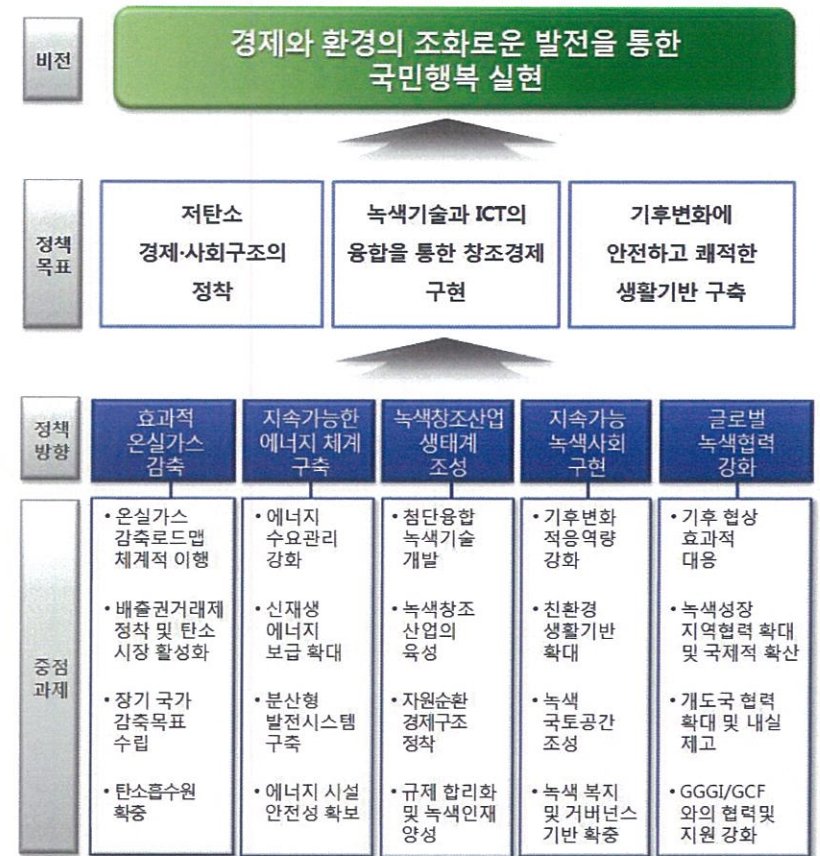 비전
경제와 환경의 조화로운 발전을 통한
국민행복 실현
정책
목표
저탄소
경제·사회구조의
정착
녹색기술과 ICT의
융합을 통한 창조경제
구현
기후변화에
안전하고 쾌적한
생활기반 구축
정책
방향
효과적
온실가스
감축
지속가능한
에너지 체계
구축
녹색창조산업
생태계
조성
지속가능
녹색사회
구현
글로벌
녹색협력
강화
중점
과제
• 온실가스
감축로드맵
체계적 이행
• 배출권거래제
정착 및 탄소
시장 활성화
• 장기 국가
감축목표
수립
• 탄소흡수원
확충
• 에너지
수요관리
강화
• 신재생
에너지
보급 확대
• 분산형
발전시스템
구축
• 에너지 시설
안전성 확보
• 첨단융합
녹색기술
개발
• 녹색창조
산업의
육성
• 자원순환
경제구조
정착
• 규제 합리화
및 녹색인재
양성
• 기후변화
적응역량
강화
• 친환경
생활기반
확대
• 녹색
국토공간
조성
• 녹색 복지
및 거버넌스
기반 확충
• 기후 협상
효과적
대응
• 녹색성장
지역협력 확대
및 국제적 확산
• 개도국 협력
확대 및 내실
제고
• GGGI/GCF
와의 협력및
지원 강화